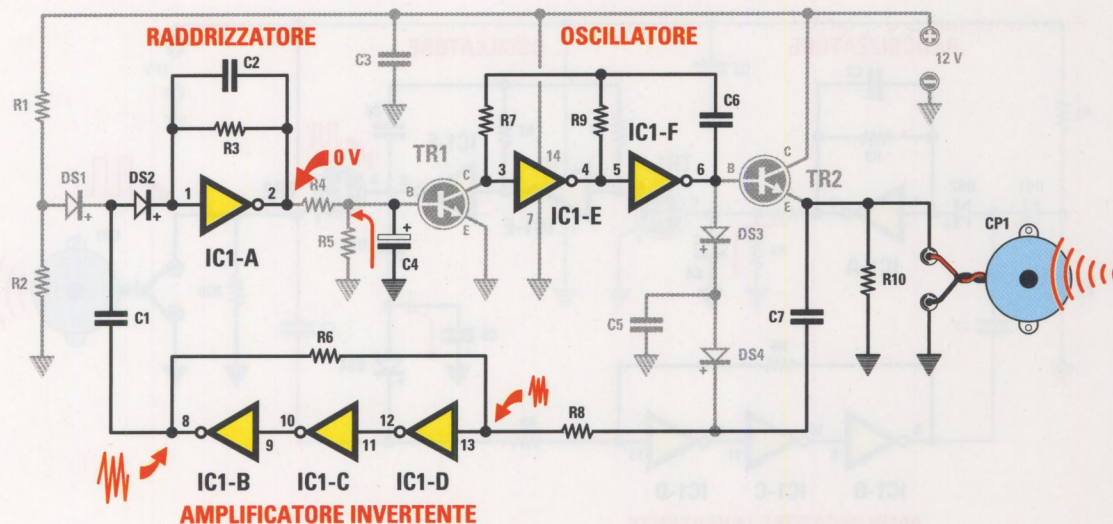 RADDRIZZATORE
OSCILLATORE
C2
R3
C3
R1
DS1
DS2
+
+
1
2
IC1-A
0 V
R4
R5
+
C4
TR1
B
C
E
R7
3
14
7
4
IC1-E
R9
5
6
IC1-F
C6
TR2
B
C
E
12 V
R2
C1
DS3
+
C5
DS4
+
C7
R10
CP1
R6
R8
8
9
10
11
12
13
IC1-B
IC1-C
IC1-D
AMPLIFICATORE INVERTENTE